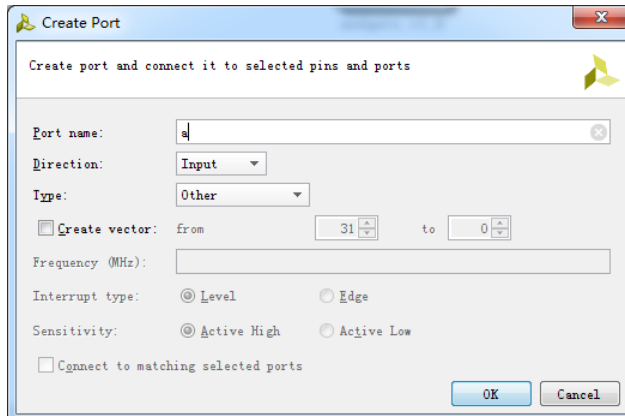 Create Port
Create port and connect it to selected pins and ports
Port name: a
Direction: Input
Type: Other
Create vector: from 31 to 0
Frequency (MHz):
Interrupt type: Level Edge
Sensitivity: Active High Active Low
Connect to matching selected ports
OK Cancel